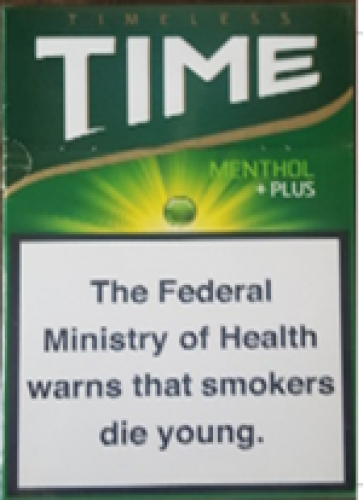 TIMELESS
TIME
MENTHOL
+ PLUS
The Federal
Ministry of Health
warns that smokers
die young.